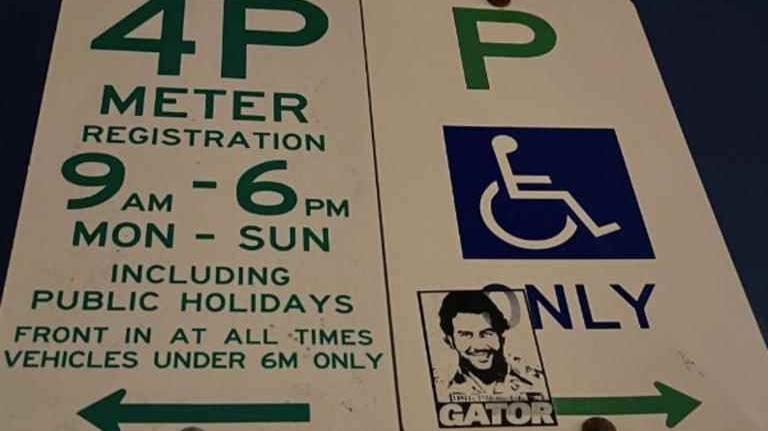 4P
METER
REGISTRATION
9AM - 6PM
MON - SUN
INCLUDING
PUBLIC HOLIDAYS
FRONT IN AT ALL TIMES
VEHICLES UNDER 6M ONLY
P
ONLY
GATOR